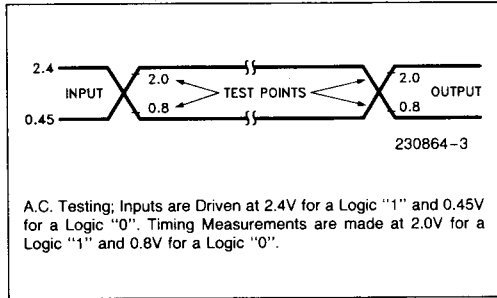 2.4
2.0
2.0
INPUT
TEST POINTS
OUTPUT
0.8
0.8
0.45
230864-3
A.C. Testing; Inputs are Driven at 2.4V for a Logic "1" and 0.45V
for a Logic "0". Timing Measurements are made at 2.0V for a
Logic "1" and 0.8V for a Logic "0".